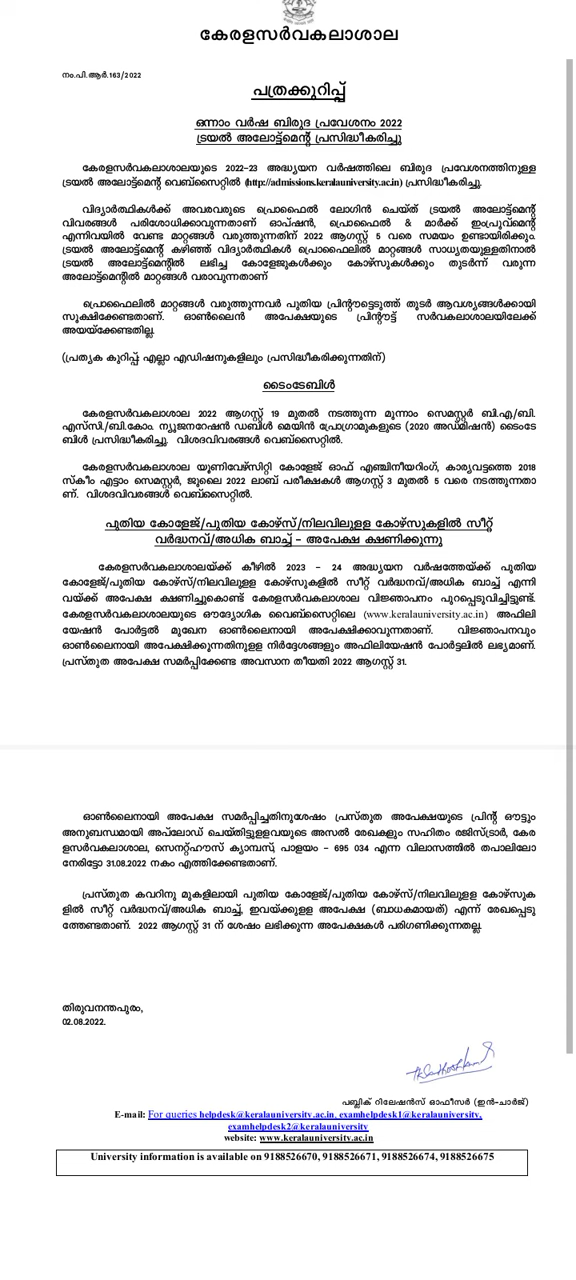 കേരളസർവകലാശാല
നം.പി.ആർ.163/2022
പത്രക്കുറിപ്പ്
ഒന്നാം വർഷ ബിരുദ പ്രവേശനം 2022
ട്രയൽ അലോട്ട്മെന്റ് പ്രസിദ്ധീകരിച്ചു
കേരളസർവകലാശാലയുടെ 2022-23 അദ്ധ്യയന വർഷത്തിലെ ബിരുദ പ്രവേശനത്തിനുള്ള
ട്രയൽ അലോട്ട്മെന്റ് വെബ്സൈറ്റിൽ (http://admissions.keralauniversity.ac.in) പ്രസിദ്ധീകരിച്ചു.
വിദ്യാർത്ഥികൾക്ക് അവരവരുടെ പ്രൊഫൈൽ ലോഗിൻ ചെയ്ത് ട്രയൽ അലോട്ട്മെന്റ്
വിവരങ്ങൾ പരിശോധിക്കാവുന്നതാണ് ഓപ്ഷൻ, പ്രൊഫൈൽ & മാർക്ക് ഇംപ്രൂവ്മെന്റ്
എന്നിവയിൽ വേണ്ട മാറ്റങ്ങൾ വരുത്തുന്നതിന് 2022 ആഗസ്റ്റ് 5 വരെ സമയം ഉണ്ടായിരിക്കും.
ട്രയൽ അലോട്ട്മെന്റ് കഴിഞ്ഞ് വിദ്യാർത്ഥികൾ പ്രൊഫൈലിൽ മാറ്റങ്ങൾ സാധ്യതയുള്ളതിനാൽ
ട്രയൽ അലോട്ട്മെന്റിൽ ലഭിച്ച കോളേജുകൾക്കും കോഴ്സുകൾക്കും തുടർന്ന് വരുന്ന
അലോട്ട്മെന്റിൽ മാറ്റങ്ങൾ വരാവുന്നതാണ്
പ്രൊഫൈലിൽ മാറ്റങ്ങൾ വരുത്തുന്നവർ പുതിയ പ്രിന്റൗട്ടെടുത്ത് തുടർ ആവശ്യങ്ങൾക്കായി
സൂക്ഷിക്കേണ്ടതാണ്. ഓൺലൈൻ അപേക്ഷയുടെ പ്രിന്റൗട്ട് സർവകലാശാലയിലേക്ക്
അയയ്ക്കേണ്ടതില്ല.
(പ്രത്യക കുറിപ്പ്: എല്ലാ എഡിഷനുകളിലും പ്രസിദ്ധീകരിക്കുന്നതിന്)
ടൈംടേബിൾ
കേരളസർവകലാശാല 2022 ആഗസ്റ്റ് 19 മുതൽ നടത്തുന്ന മൂന്നാം സെമസ്റ്റർ ബി.എ/ബി.
എസ്‌സി./ബി.കോം. ന്യൂജനറേഷൻ ഡബിൾ മെയിൻ പ്രോഗ്രാമുകളുടെ (2020 അഡ്മിഷൻ) ടൈംടേ
ബിൾ പ്രസിദ്ധീകരിച്ചു. വിശദവിവരങ്ങൾ വെബ്സൈറ്റിൽ.
കേരളസർവകലാശാല യൂണിവേഴ്സിറ്റി കോളേജ് ഓഫ് എഞ്ചിനീയറിംഗ്, കാര്യവട്ടത്തെ 2018
സ്കീം എട്ടാം സെമസ്റ്റർ, ജൂലൈ 2022 ലാബ് പരീക്ഷകൾ ആഗസ്റ്റ് 3 മുതൽ 5 വരെ നടത്തുന്നതാ
ണ്. വിശദവിവരങ്ങൾ വെബ്സൈറ്റിൽ.
പുതിയ കോളേജ്/പുതിയ കോഴ്സ്/നിലവിലുളള കോഴ്സുകളിൽ സീറ്റ്
വർദ്ധനവ്/അധിക ബാച്ച് – അപേക്ഷ ക്ഷണിക്കുന്നു
കേരളസർവകലാശാലയ്ക്ക് കീഴിൽ 2023 – 24 അദ്ധ്യയന വർഷത്തേയ്ക്ക് പുതിയ
കോളേജ്/പുതിയ കോഴ്സ്/നിലവിലുളള കോഴ്സുകളിൽ സീറ്റ് വർദ്ധനവ്/അധിക ബാച്ച് എന്നി
വയ്ക്ക് അപേക്ഷ ക്ഷണിച്ചുകൊണ്ട് കേരളസർവകലാശാല വിജ്ഞാപനം പുറപ്പെടുവിച്ചിട്ടുണ്ട്.
കേരളസർവകലാശാലയുടെ ഔദ്യോഗിക വൈബ്സൈറ്റിലെ (www.keralauniversity.ac.in) അഫിലി
യേഷൻ പോർട്ടൽ മുഖേന ഓൺലൈനായി അപേക്ഷിക്കാവുന്നതാണ്. വിജ്ഞാപനവും
ഓൺലൈനായി അപേക്ഷിക്കുന്നതിനുളള നിർദ്ദേശങ്ങളും അഫിലിയേഷൻ പോർട്ടലിൽ ലഭ്യമാണ്.
പ്രസ്തുത അപേക്ഷ സമർപ്പിക്കേണ്ട അവസാന തീയതി 2022 ആഗസ്റ്റ് 31.
ഓൺലൈനായി അപേക്ഷ സമർപ്പിച്ചതിനുശേഷം പ്രസ്തുത അപേക്ഷയുടെ പ്രിന്റ് ഔട്ടും
അനുബന്ധമായി അപ്‌ലോഡ് ചെയ്തിട്ടുളളവയുടെ അസൽ രേഖകളും സഹിതം രജിസ്ട്രാർ, കേര
ളസർവകലാശാല, സെനറ്റ്ഹൗസ് ക്യാമ്പസ്, പാളയം – 695 034 എന്ന വിലാസത്തിൽ തപാലിലോ
നേരിട്ടോ 31.08.2022 നകം എത്തിക്കേണ്ടതാണ്.
പ്രസ്തുത കവറിനു മുകളിലായി പുതിയ കോളേജ്/പുതിയ കോഴ്സ്/നിലവിലുളള കോഴ്സുക
ളിൽ സീറ്റ് വർദ്ധനവ്/അധിക ബാച്ച്, ഇവയ്ക്കുളള അപേക്ഷ (ബാധകമായത്) എന്ന് രേഖപ്പെടു
ത്തേണ്ടതാണ്. 2022 ആഗസ്റ്റ് 31 ന് ശേഷം ലഭിക്കുന്ന അപേക്ഷകൾ പരിഗണിക്കുന്നതല്ല.
തിരുവനന്തപുരം,
02.08.2022.
പബ്ലിക് റിലേഷൻസ് ഓഫീസർ (ഇൻ-ചാർജ്)
E-mail: For queries helpdesk@keralauniversity.ac.in, examhelpdesk1@keralauniversity,
examhelpdesk2@keralauniversity
website: www.keralauniversity.ac.in
University information is available on 9188526670, 9188526671, 9188526674, 9188526675